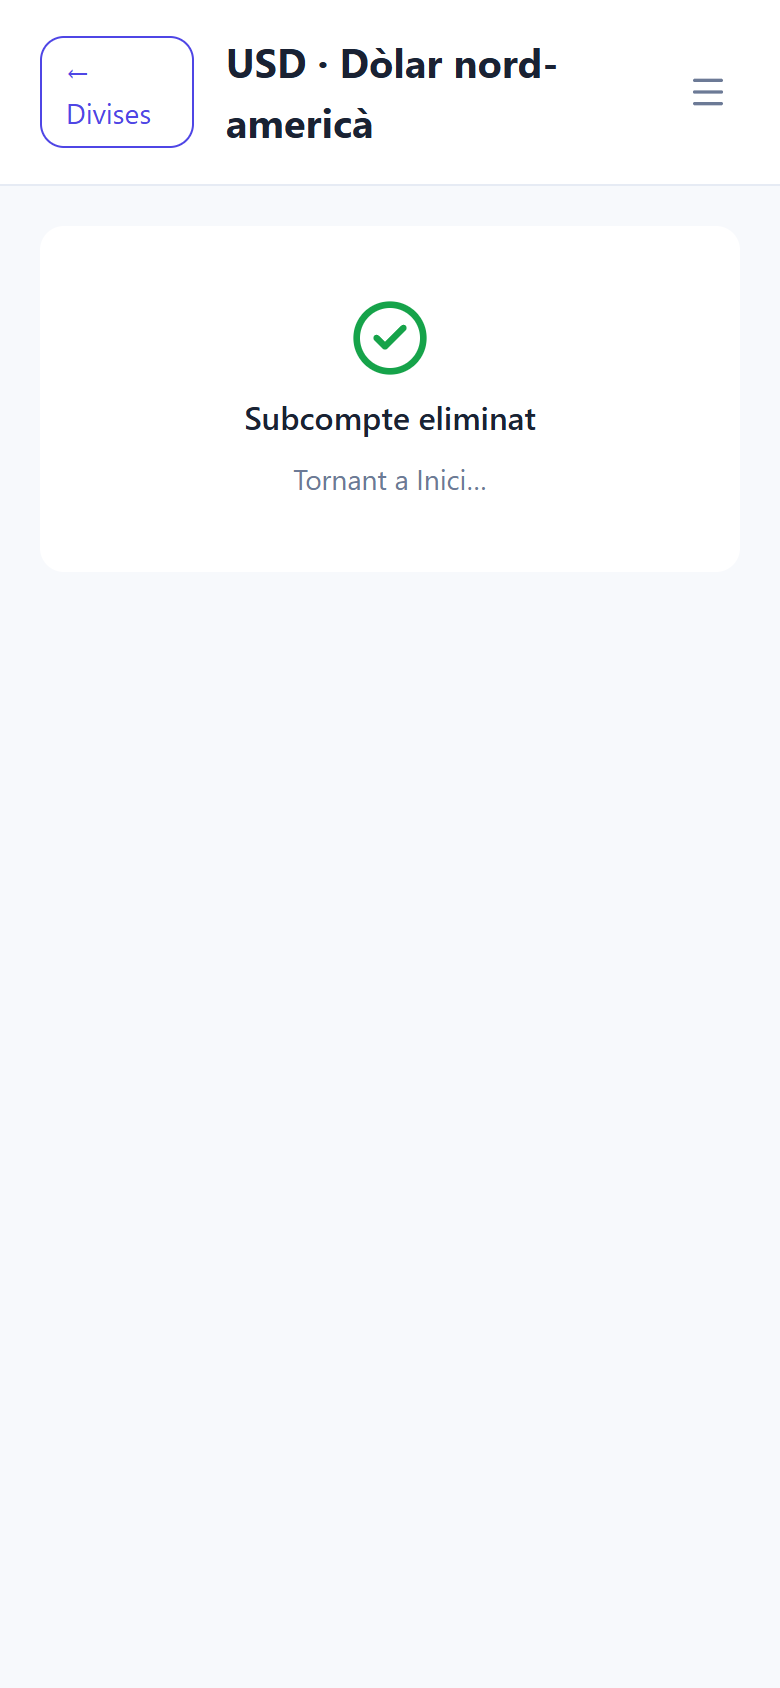 ←
Divises
USD · Dòlar nord-
americà
Subcompte eliminat
Tornant a Inici...